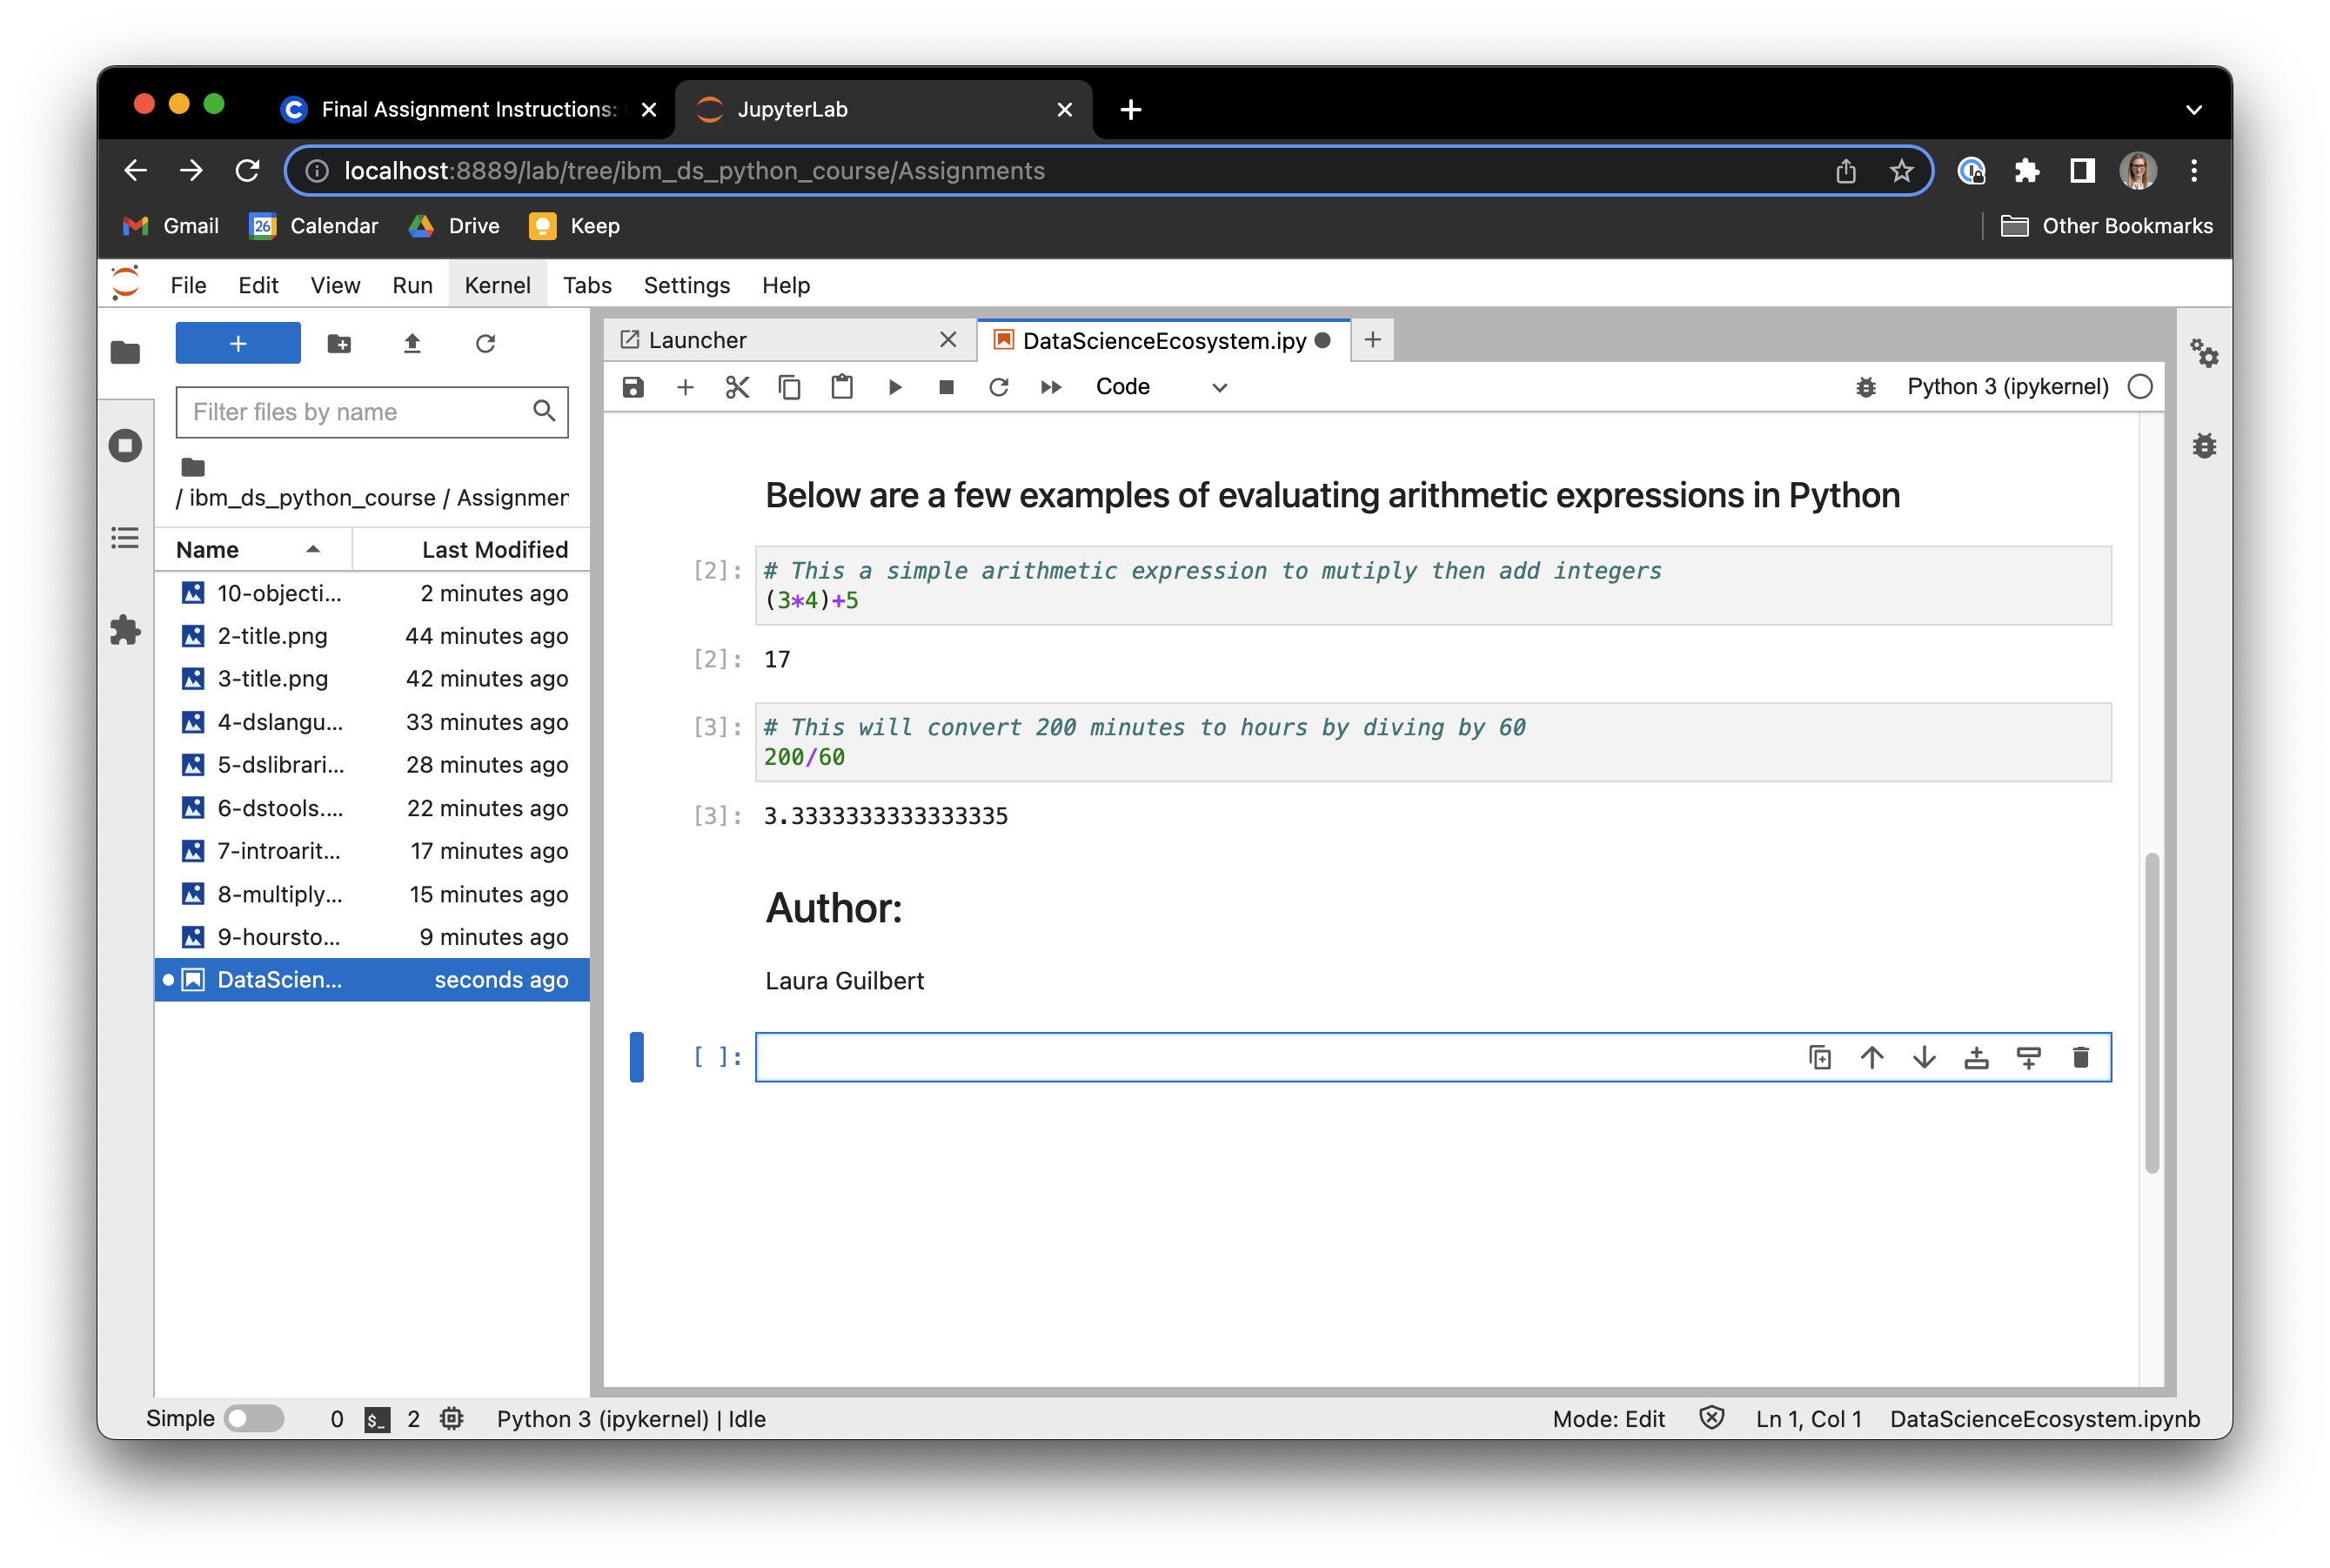 Final Assignment Instructions:
JupyterLab
localhost:8889/lab/tree/ibm_ds_python_course/Assignments
Gmail
26
Calendar
Drive
Keep
Other Bookmarks
File Edit View Run Kernel Tabs Settings Help
Filter files by name
/ ibm_ds_python_course / Assignmen
Name Last Modified
10-objecti... 2 minutes ago
2-title.png 44 minutes ago
3-title.png 42 minutes ago
4-dslangu... 33 minutes ago
5-dslibrari... 28 minutes ago
6-dstools.... 22 minutes ago
7-introarit... 17 minutes ago
8-multiply... 15 minutes ago
9-hoursto... 9 minutes ago
DataScien... seconds ago
Launcher
DataScienceEcosystem.ipy
Code
Python 3 (ipykernel)
Below are a few examples of evaluating arithmetic expressions in Python
[2]: # This a simple arithmetic expression to mutiply then add integers
(3*4)+5
[2]: 17
[3]: # This will convert 200 minutes to hours by diving by 60
200/60
[3]: 3.3333333333333335
Author:
Laura Guilbert
[ ]:
Simple 0 $_ 2 Python 3 (ipykernel) | Idle
Mode: Edit Ln 1, Col 1 DataScienceEcosystem.ipynb